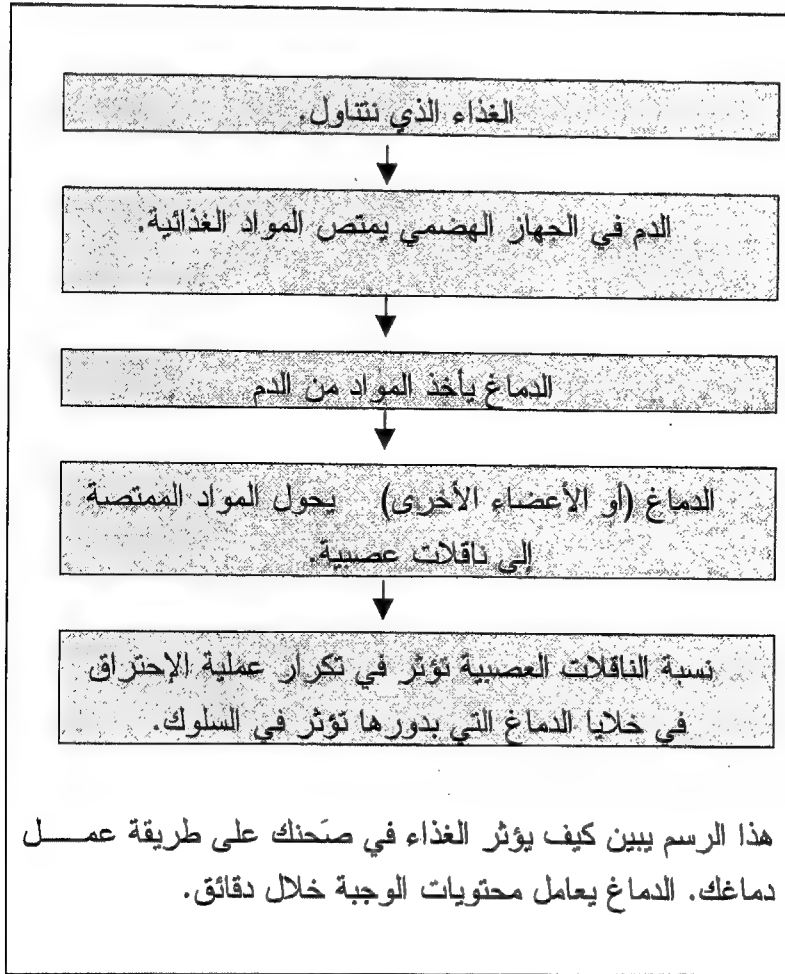 الغذاء الذي نتناول.
الدم في الجهاز الهضمي يمتص المواد الغذائية.
الدماغ يأخذ المواد من الدم
الدماغ (أو الأعضاء الأخرى) يحول المواد الممتصة
إلى ناقلات عصبية.
نسبة الناقلات العصبية تؤثر في تكرار عملية الإحتراق
في خلايا الدماغ التي بدورها تؤثر في السلوك.
هذا الرسم يبين كيف يؤثر الغذاء في صَحنك على طريقة عمــــل
دماغك. الدماغ يعامل محتويات الوجبة خلال دقائق.